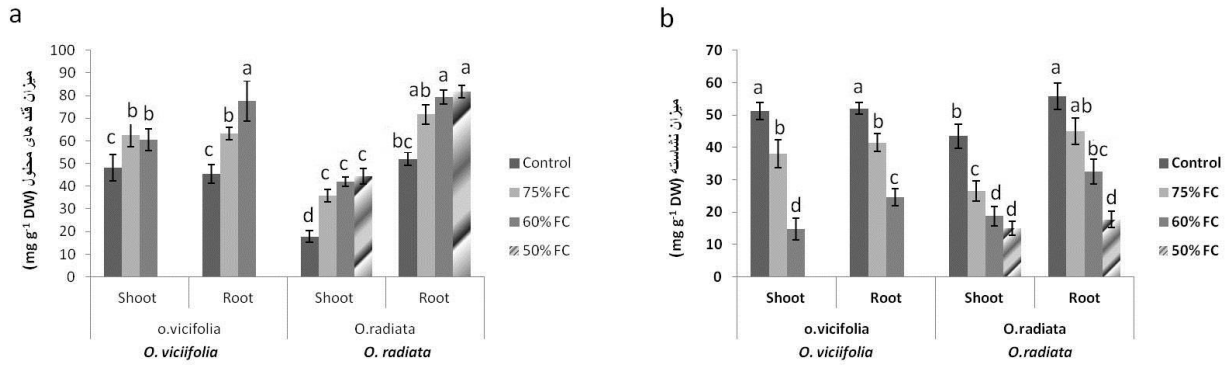 a
میزان قند های محلول
(mg g⁻¹ DW)
100
90
80
70
60
50
40
30
20
10
0
c b b
c b a
d c c c
bc ab a a
Control
75% FC
60% FC
50% FC
Shoot Root Shoot Root
o.vicifolia O.radiata
O. viciifolia O. radiata
b
میزان نشاسته (mg g⁻¹ DW)
70
60
50
40
30
20
10
0
a b d
a b c
b c d d
a ab bc d
Control
75% FC
60% FC
50% FC
Shoot Root Shoot Root
o.vicifolia O.radiata
O. viciifolia O.radiata